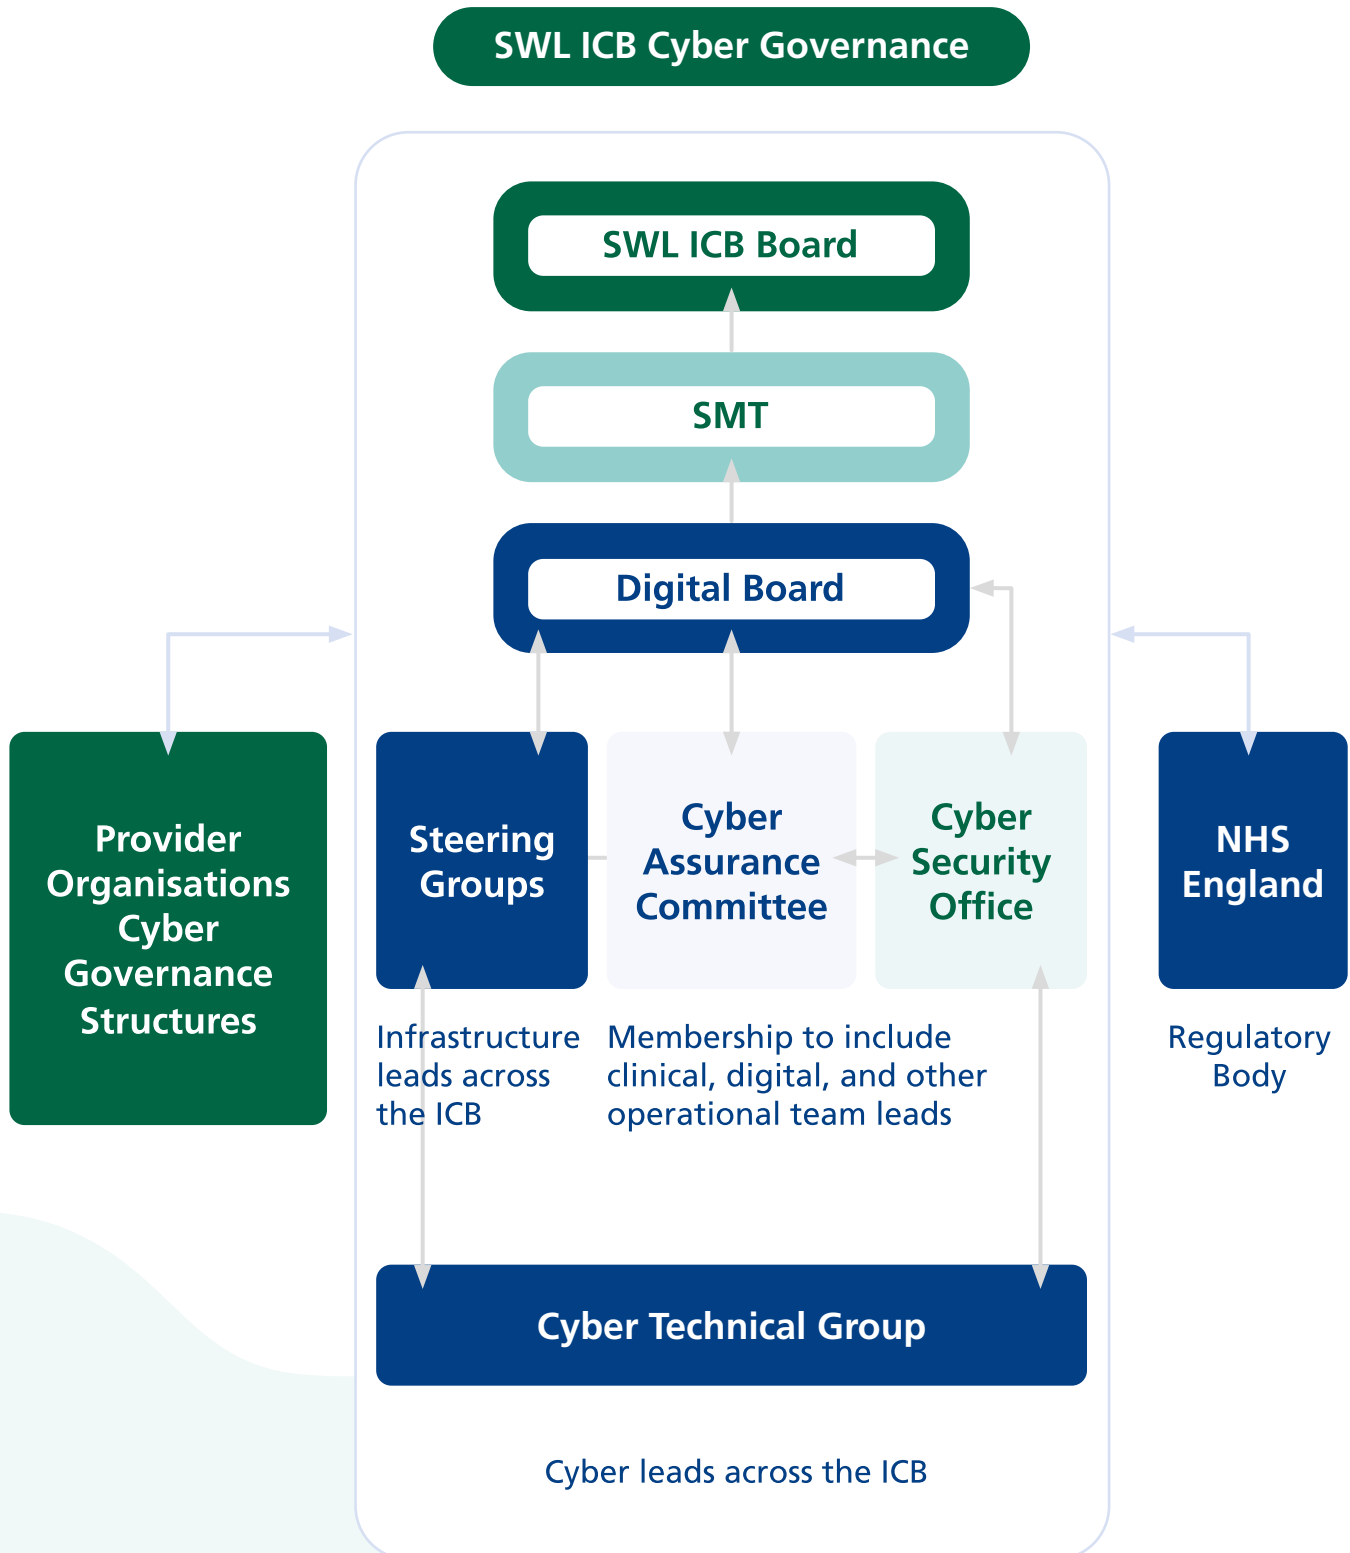 SWL ICB Cyber Governance
SWL ICB Board
SMT
Digital Board
Provider
Organisations
Cyber
Governance
Structures
Steering
Groups
Cyber
Assurance
Committee
Cyber
Security
Office
NHS
England
Infrastructure
leads across
the ICB
Membership to include
clinical, digital, and other
operational team leads
Regulatory
Body
Cyber Technical Group
Cyber leads across the ICB